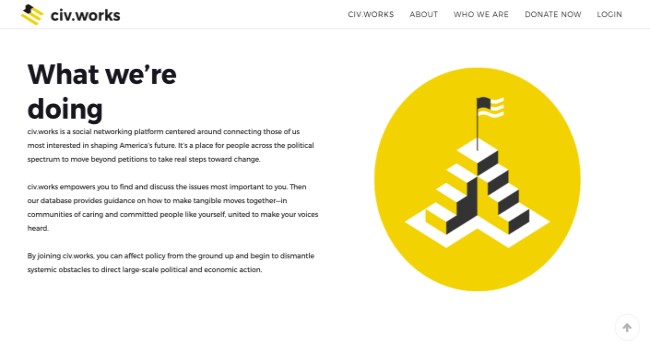 civ.works
CIV.WORKS ABOUT WHO WE ARE DONATE NOW LOGIN
What we're
doing
civ.works is a social networking platform centered around connecting those of us
most interested in shaping America's future. It's a place for people across the political
spectrum to move beyond petitions to take real steps toward change.
civ.works empowers you to find and discuss the issues most important to you. Then
our database provides guidance on how to make tangible moves together—in
communities of caring and committed people like yourself, united to make your voices
heard.
By joining civ.works, you can affect policy from the ground up and begin to dismantle
systemic obstacles to direct large-scale political and economic action.